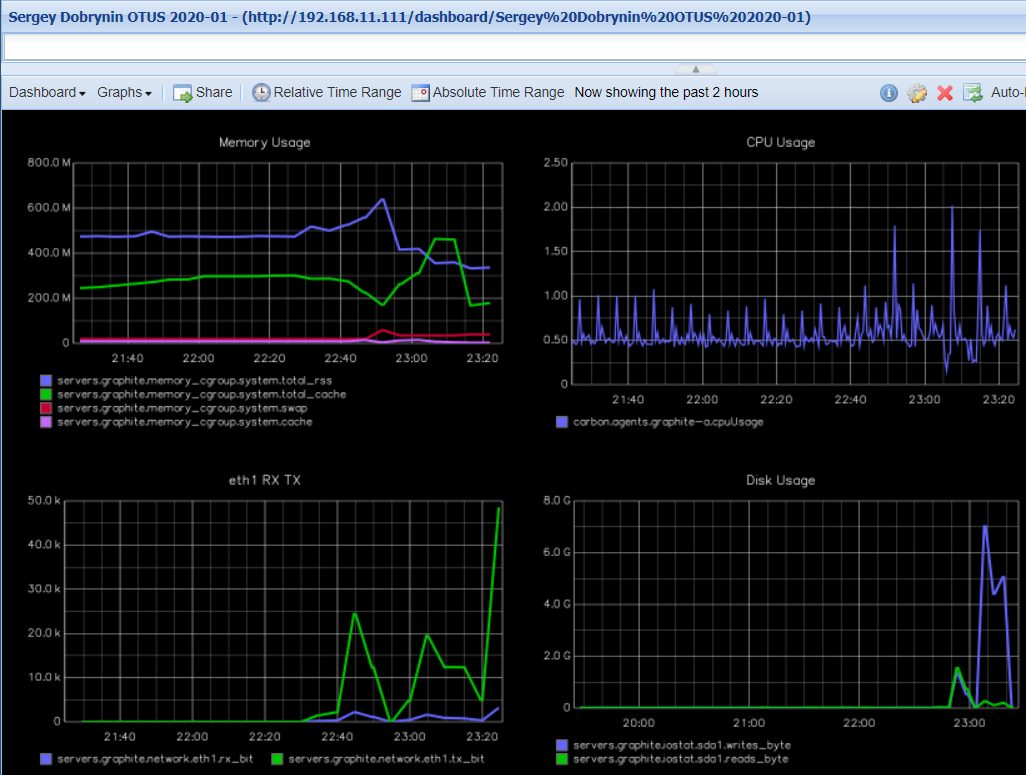 Sergey Dobrynin OTUS 2020-01 - (http://192.168.11.111/dashboard/Sergey%20Dobrynin%20OTUS%202020-01)
Dashboard Graphs Share Relative Time Range Absolute Time Range Now showing the past 2 hours Auto-
Memory Usage
800.0 M
600.0 M
400.0 M
200.0 M
0
21:40 22:00 22:20 22:40 23:00 23:20
servers.graphite.memory_cgroup.system.total_rss
servers.graphite.memory_cgroup.system.total_cache
servers.graphite.memory_cgroup.system.swap
servers.graphite.memory_cgroup.system.cache
CPU Usage
2.50
2.00
1.50
1.00
0.50
0
21:40 22:00 22:20 22:40 23:00 23:20
carbon.agents.graphite-a.cpuUsage
eth1 RX TX
50.0 k
40.0 k
30.0 k
20.0 k
10.0 k
0
21:40 22:00 22:20 22:40 23:00 23:20
servers.graphite.network.eth1.rx_bit servers.graphite.network.eth1.tx_bit
Disk Usage
8.0 G
6.0 G
4.0 G
2.0 G
0
20:00 21:00 22:00 23:00
servers.graphite.iostat.sda1.writes_byte
servers.graphite.iostat.sda1.reads_byte